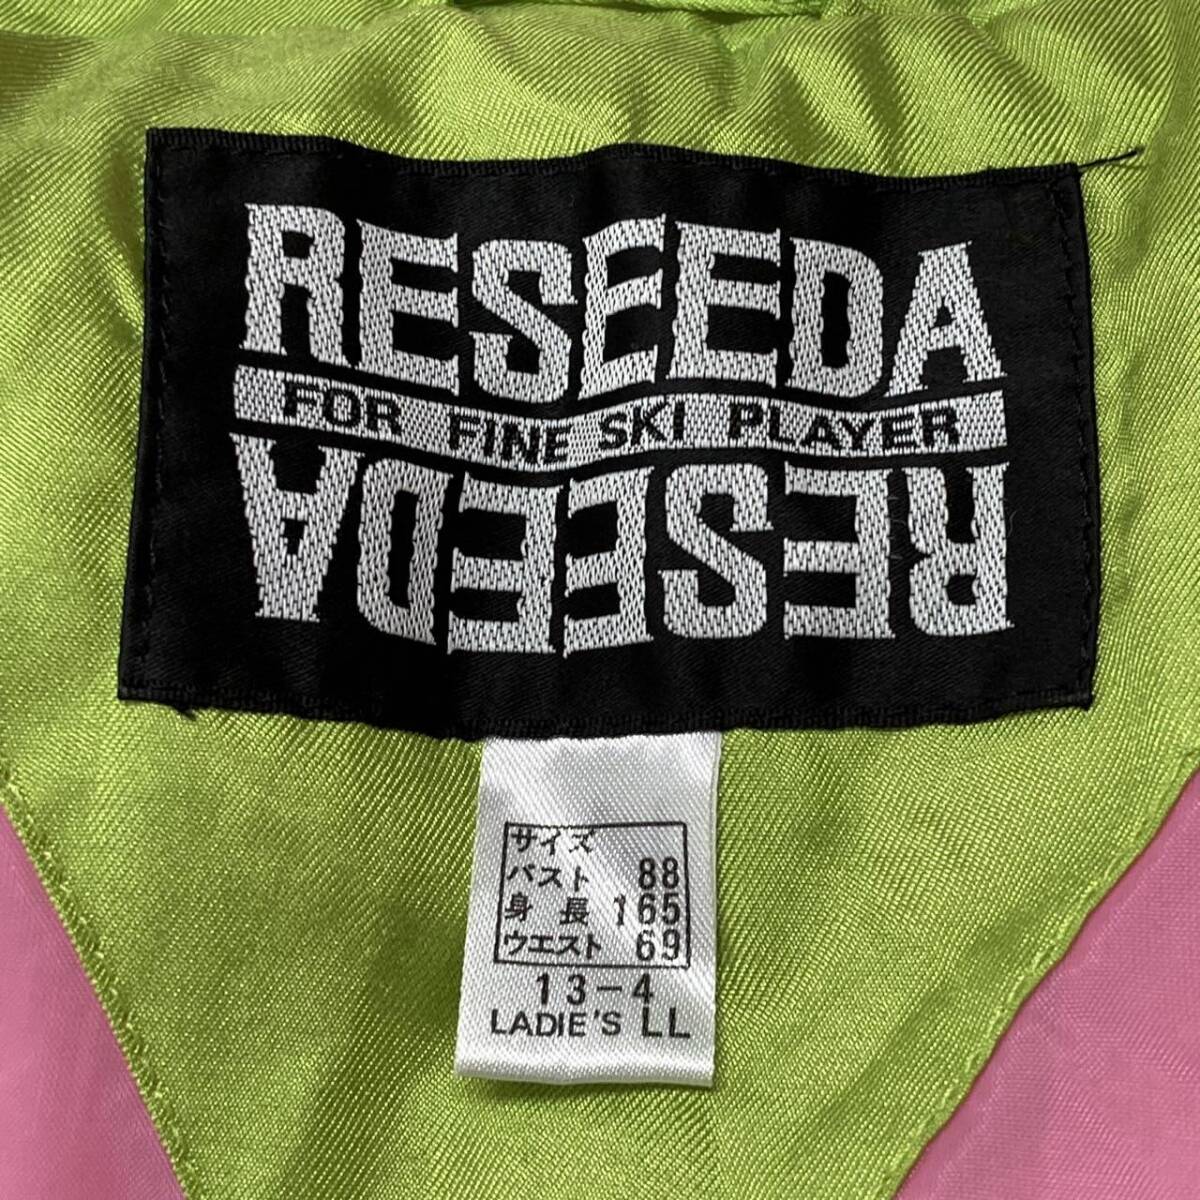 RESEEDA
FOR FINE SKI PLAYER
RESEEDA
サイズ
バスト 88
身長 165
ウエスト 69
13-4
LADIE'S LL